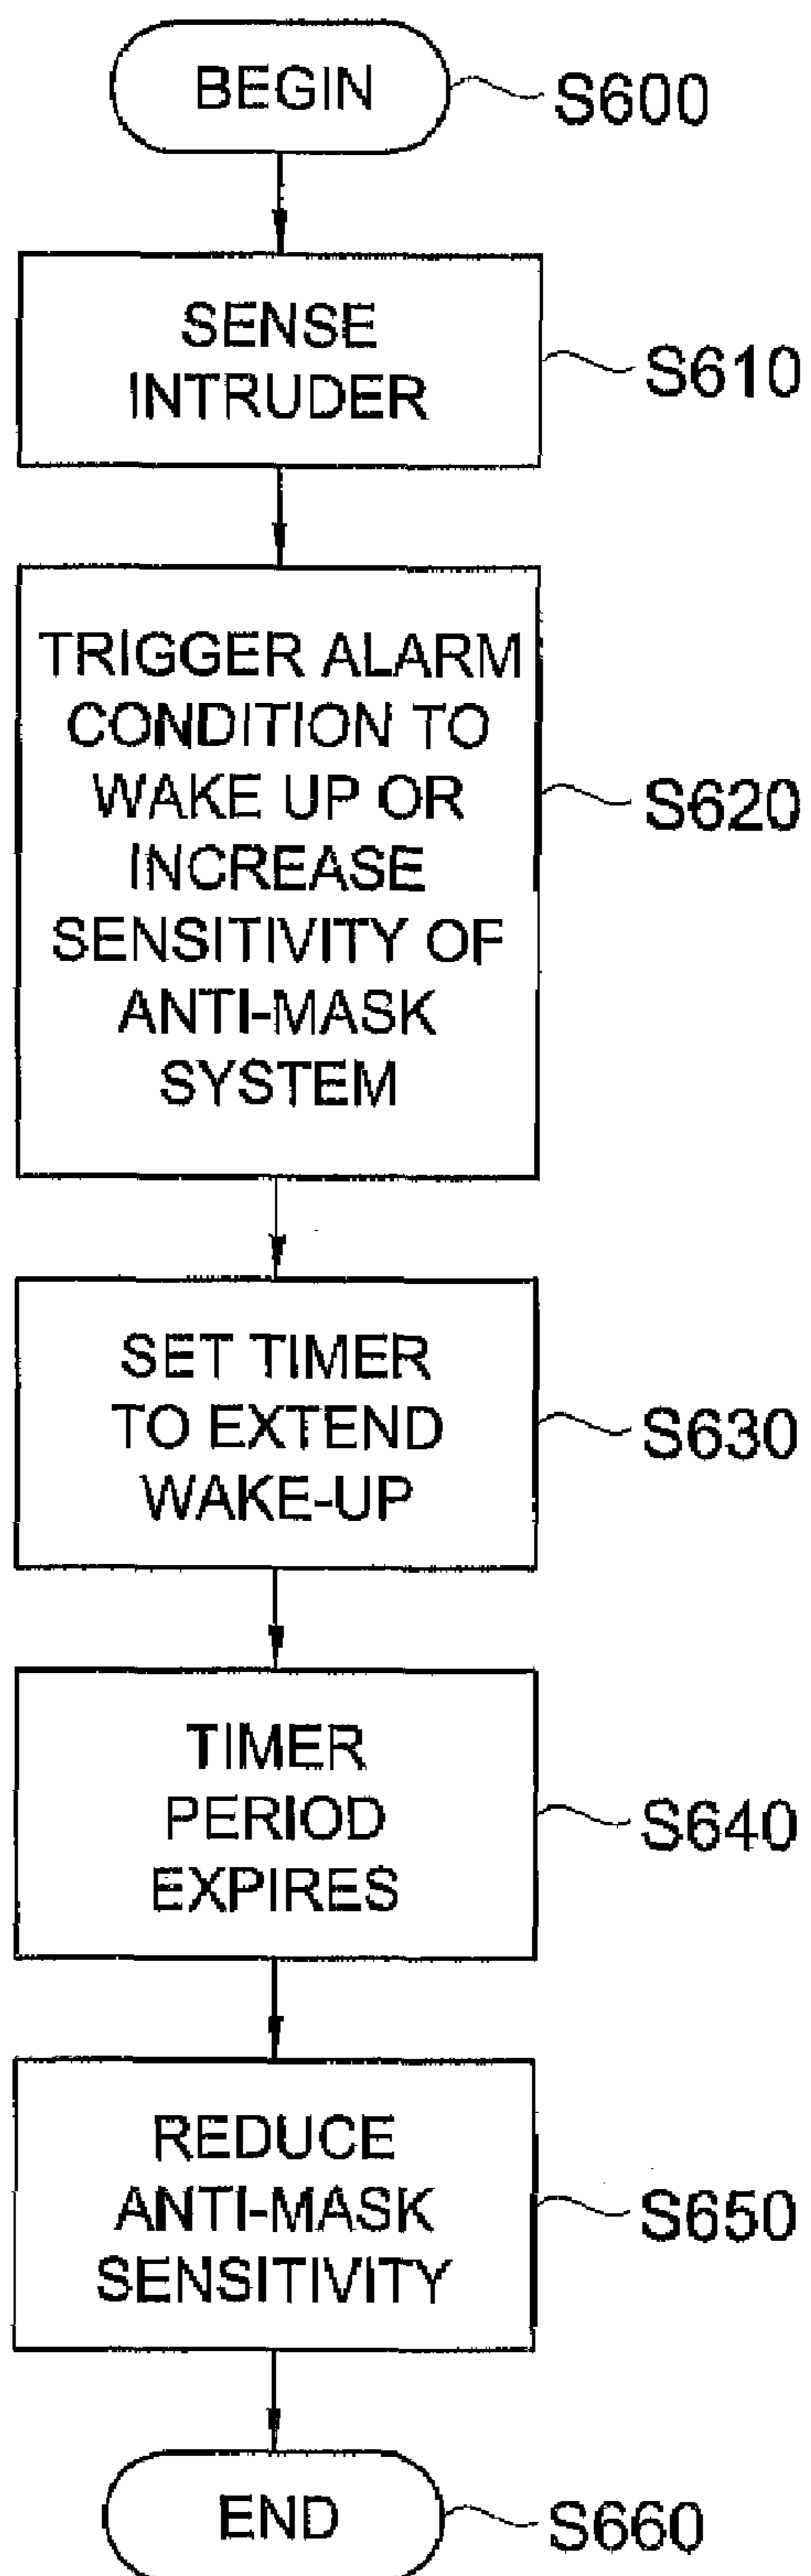 BEGIN
S600
SENSE
INTRUDER
S610
TRIGGER ALARM
CONDITION TO
WAKE UP OR
INCREASE
SENSITIVITY OF
ANTI-MASK
SYSTEM
S620
SET TIMER
TO EXTEND
WAKE-UP
S630
TIMER
PERIOD
EXPIRES
S640
REDUCE
ANTI-MASK
SENSITIVITY
S650
END
S660